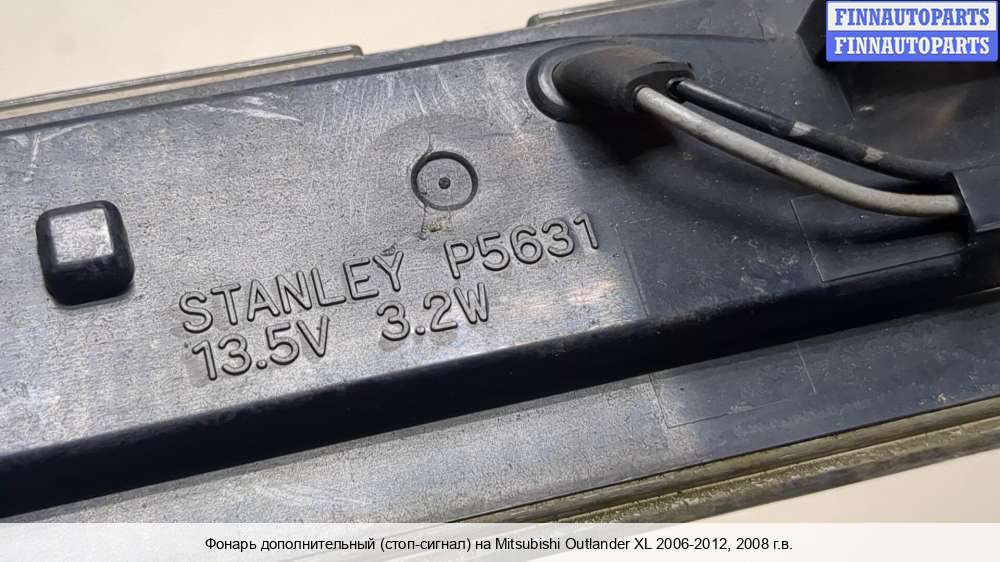 FINNAUTOPARTS
FINNAUTOPARTS
STANLEY P5631
13.5V 3.2W
Фонарь дополнительный (стоп-сигнал) на Mitsubishi Outlander XL 2006-2012, 2008 г.в.